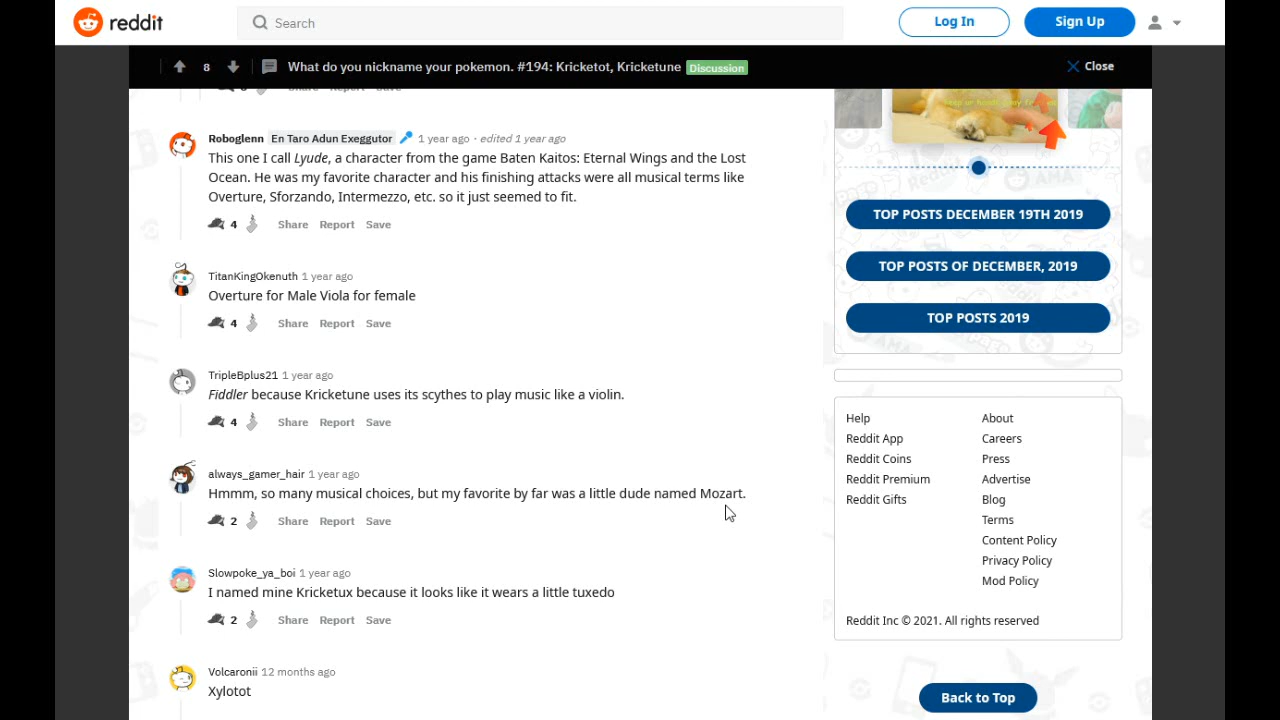 reddit
Search
Log In
Sign Up
8
What do you nickname your pokemon. #194: Kricketot, Kricketune Discussion
Close
Roboglenn En Taro Adun Exeggutor 1 year ago · edited 1 year ago
This one I call Lyude, a character from the game Baten Kaitos: Eternal Wings and the Lost
Ocean. He was my favorite character and his finishing attacks were all musical terms like
Overture, Sforzando, Intermezzo, etc. so it just seemed to fit.
4 Share Report Save
TitanKingOkenuth 1 year ago
Overture for Male Viola for female
4 Share Report Save
TripleBplus21 1 year ago
Fiddler because Kricketune uses its scythes to play music like a violin.
4 Share Report Save
always_gamer_hair 1 year ago
Hmmm, so many musical choices, but my favorite by far was a little dude named Mozart.
2 Share Report Save
Slowpoke_ya_boi 1 year ago
I named mine Kricketux because it looks like it wears a little tuxedo
2 Share Report Save
Volcaronii 12 months ago
Xylotot
TOP POSTS DECEMBER 19TH 2019
TOP POSTS OF DECEMBER, 2019
TOP POSTS 2019
Help
Reddit App
Reddit Coins
Reddit Premium
Reddit Gifts
About
Careers
Press
Advertise
Blog
Terms
Content Policy
Privacy Policy
Mod Policy
Reddit Inc © 2021. All rights reserved
Back to Top